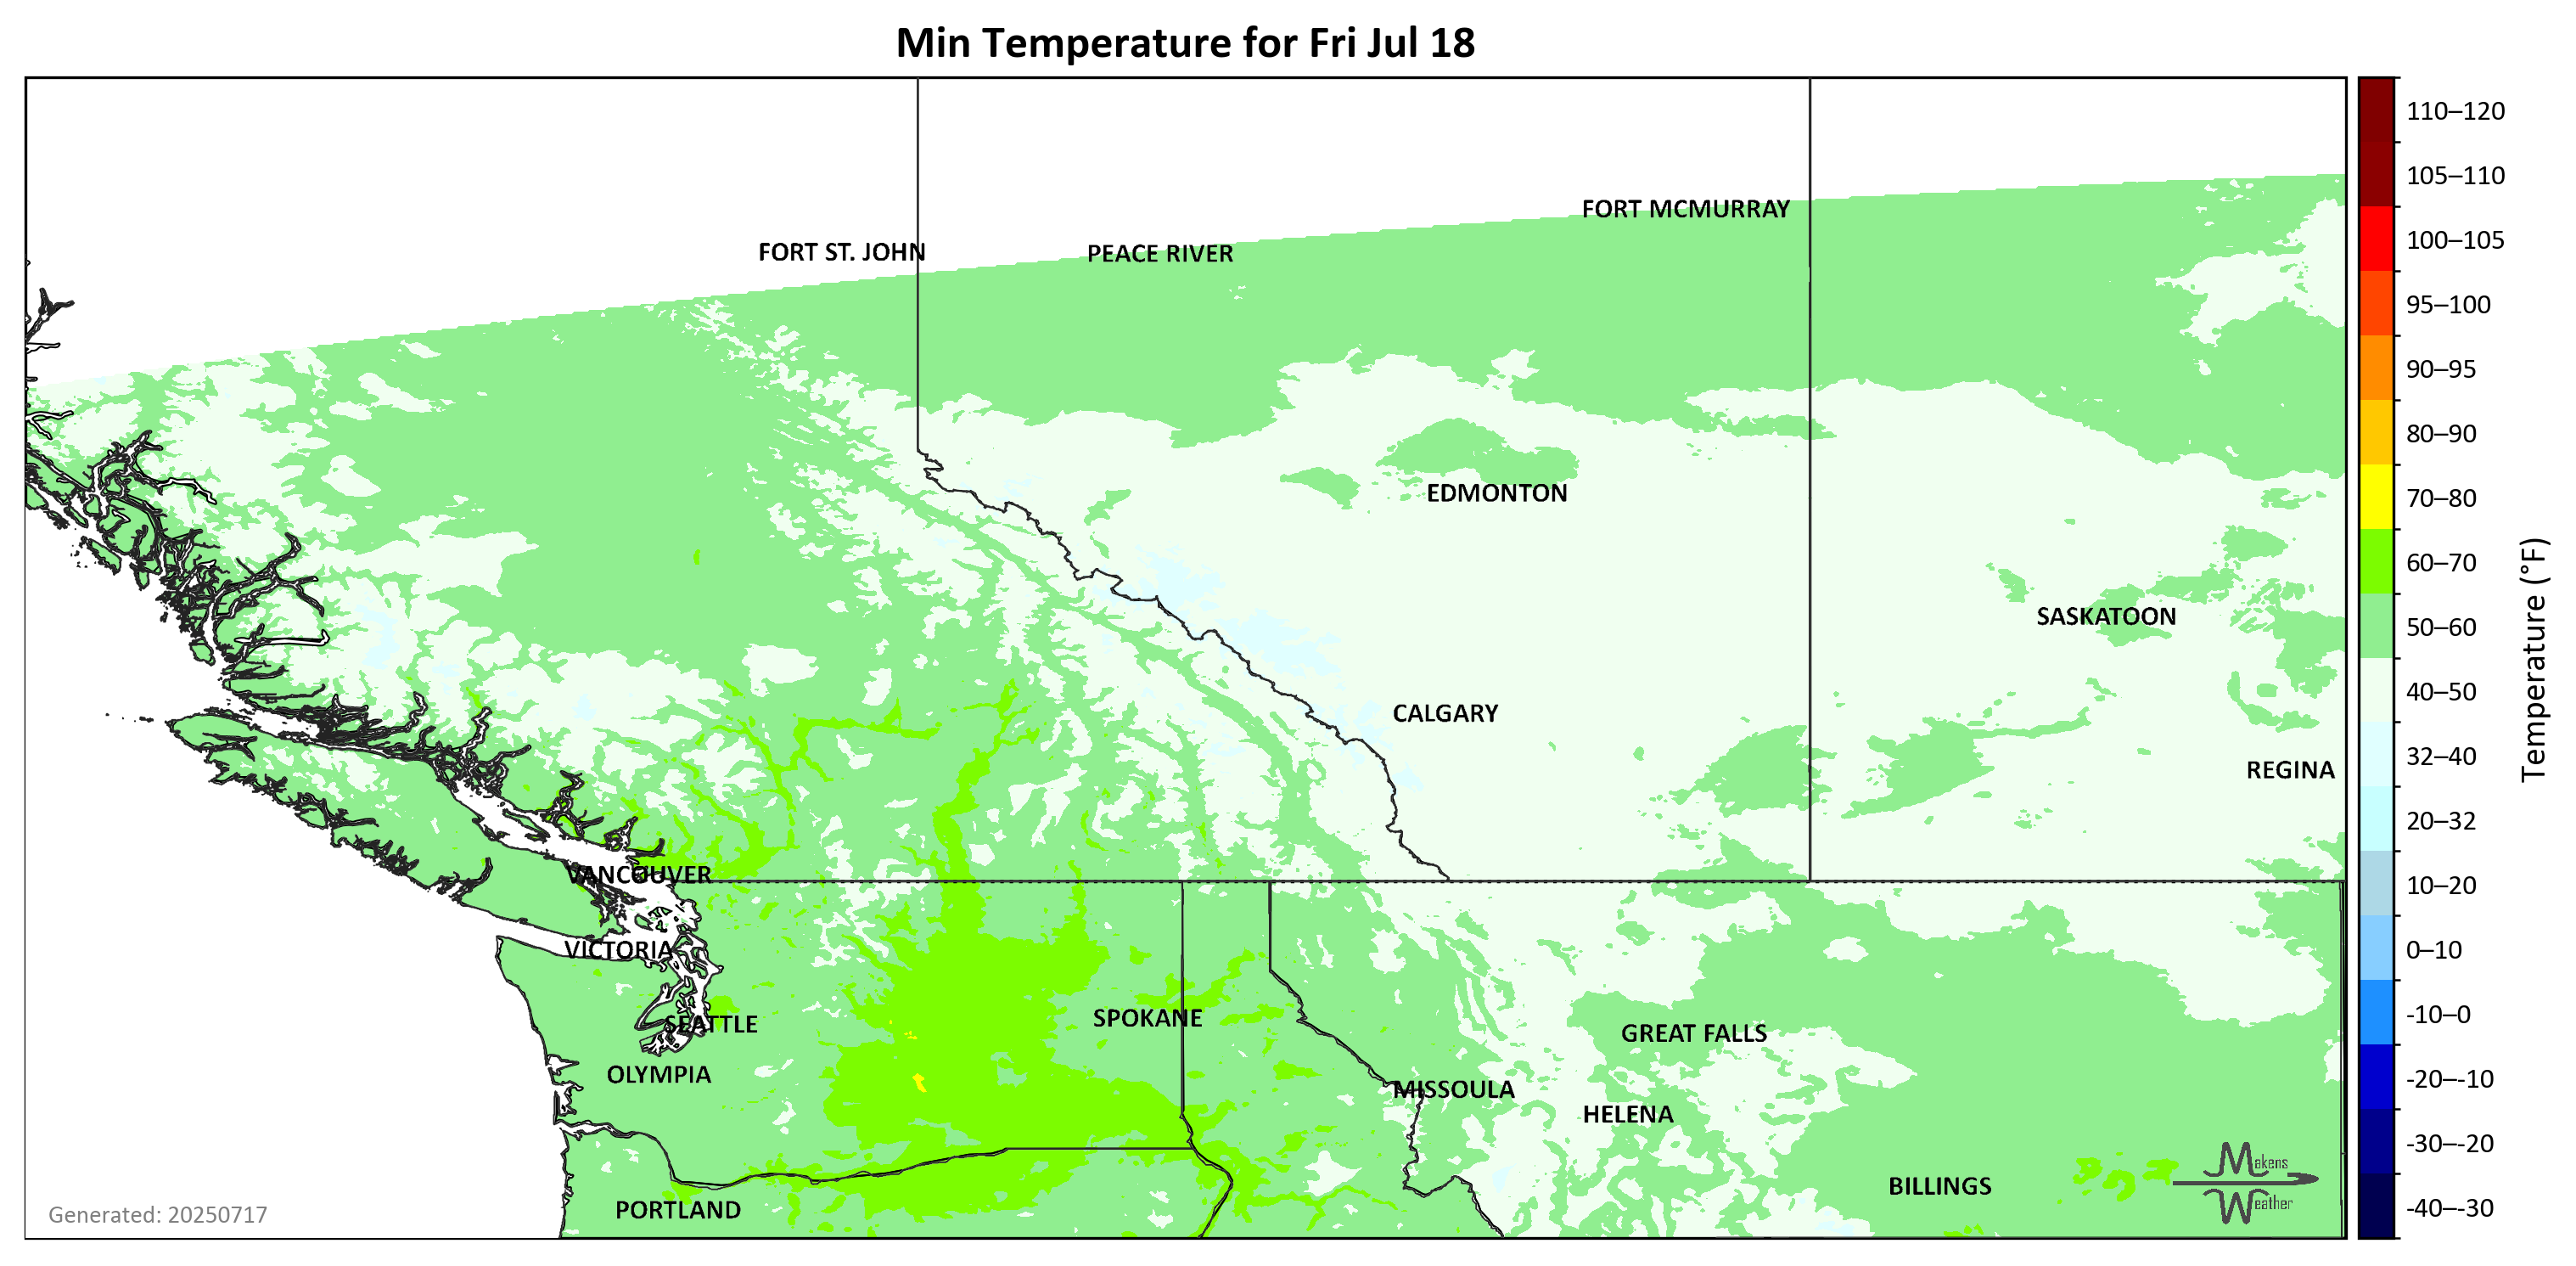 Min Temperature for Fri Jul 18
FORT MCMURRAY
FORT ST. JOHN
PEACE RIVER
EDMONTON
SASKATOON
CALGARY
REGINA
VANCOUVER
VICTORIA
SPOKANE
SEATTLE
GREAT FALLS
OLYMPIA
MISSOULA
HELENA
BILLINGS
PORTLAND
Makens
Weather
Generated: 20250717
110–120
105–110
100–105
95–100
90–95
80–90
70–80
60–70
50–60
40–50
32–40
20–32
10–20
0–10
-10–0
-20–-10
-30–-20
-40–-30
Temperature (°F)